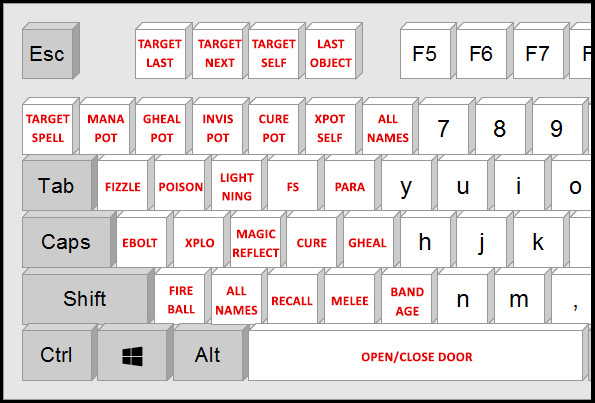 Esc TARGET LAST TARGET NEXT TARGET SELF LAST OBJECT F5 F6 F7 F
TARGET SPELL MANA POT GHEAL POT INVIS POT CURE POT XPOT SELF ALL NAMES 7 8 9
Tab FIZZLE POISON LIGHT NING FS PARA y u i o
Caps EBOLT XPLO MAGIC REFLECT CURE GHEAL h j k
Shift FIRE BALL ALL NAMES RECALL MELEE BAND AGE n m ,
Ctrl Alt OPEN/CLOSE DOOR